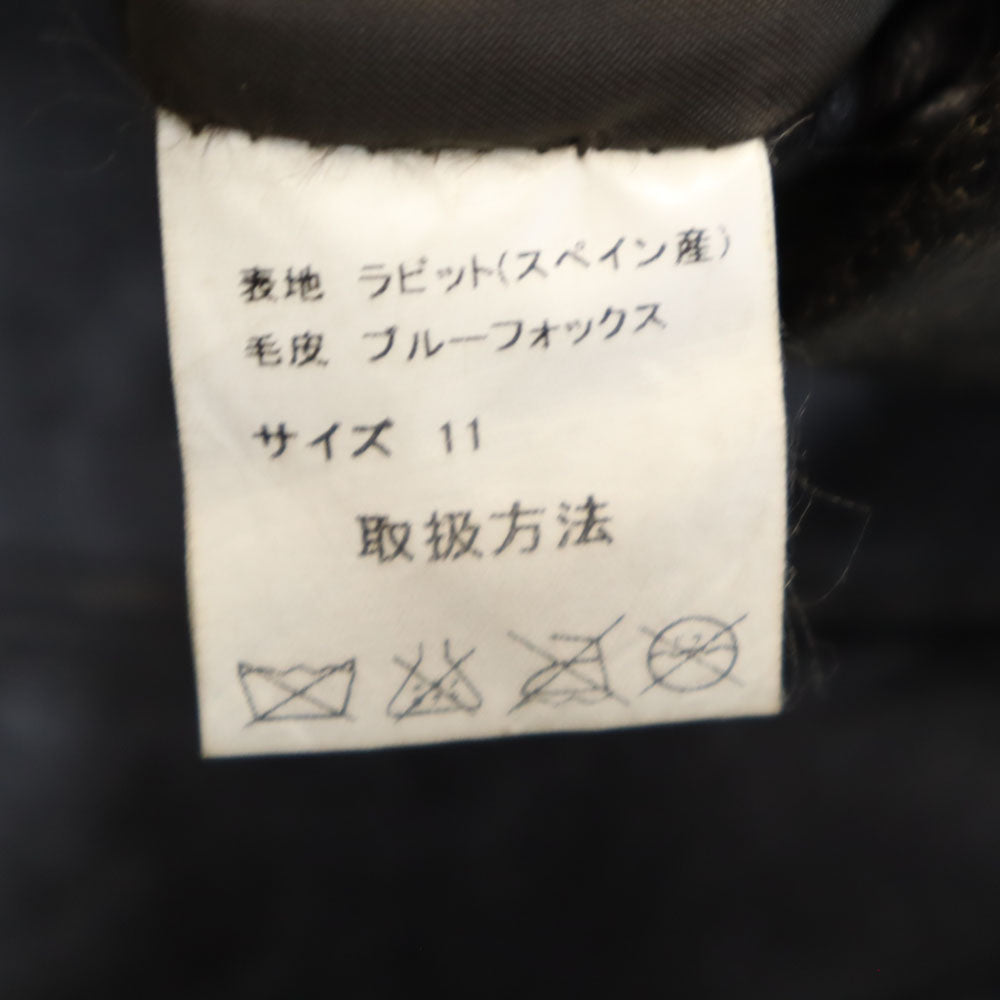 表地 ラビット(スペイン産)
毛皮 ブルーフォックス
サイズ 11
取扱方法